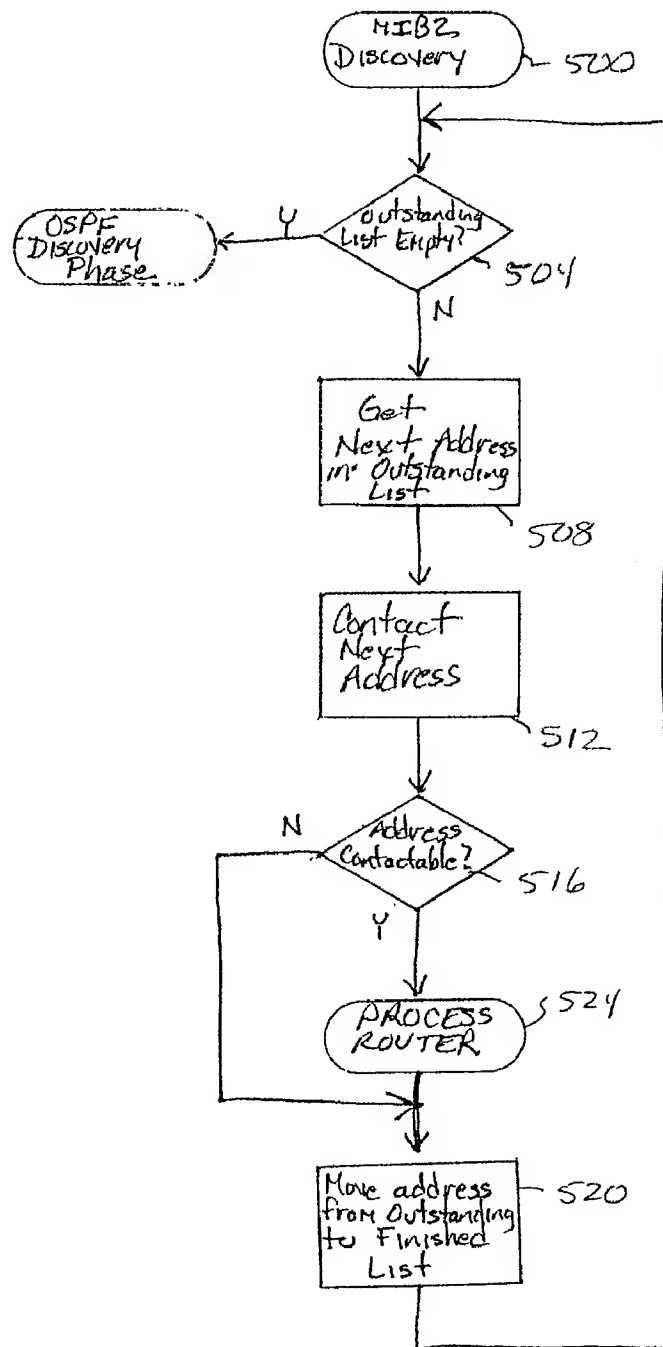 MIB2
Discovery
500
Outstanding
List Empty?
Y
OSPF
Discovery
Phase
504
N
Get
Next Address
in Outstanding
List
508
Contact
Next
Address
512
N
Address
Contactable?
516
Y
PROCESS
ROUTER
524
Move address
from Outstanding
to Finished
List
520